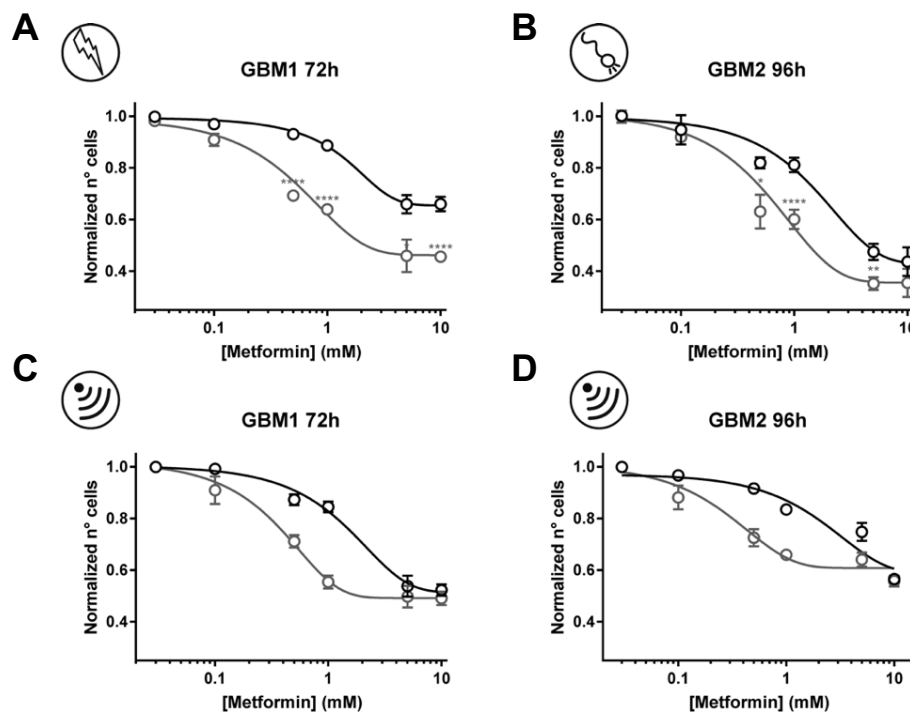 A
GBM1 72h
Normalized n° cells
1.0
0.8
0.6
0.4
****
****
****
0.1
1
10
[Metformin] (mM)
B
GBM2 96h
Normalized n° cells
1.0
0.8
0.6
0.4
*
****
**
0.1
1
10
[Metformin] (mM)
C
GBM1 72h
Normalized n° cells
1.0
0.8
0.6
0.4
0.1
1
10
[Metformin] (mM)
D
GBM2 96h
Normalized n° cells
1.0
0.8
0.6
0.4
0.1
1
10
[Metformin] (mM)